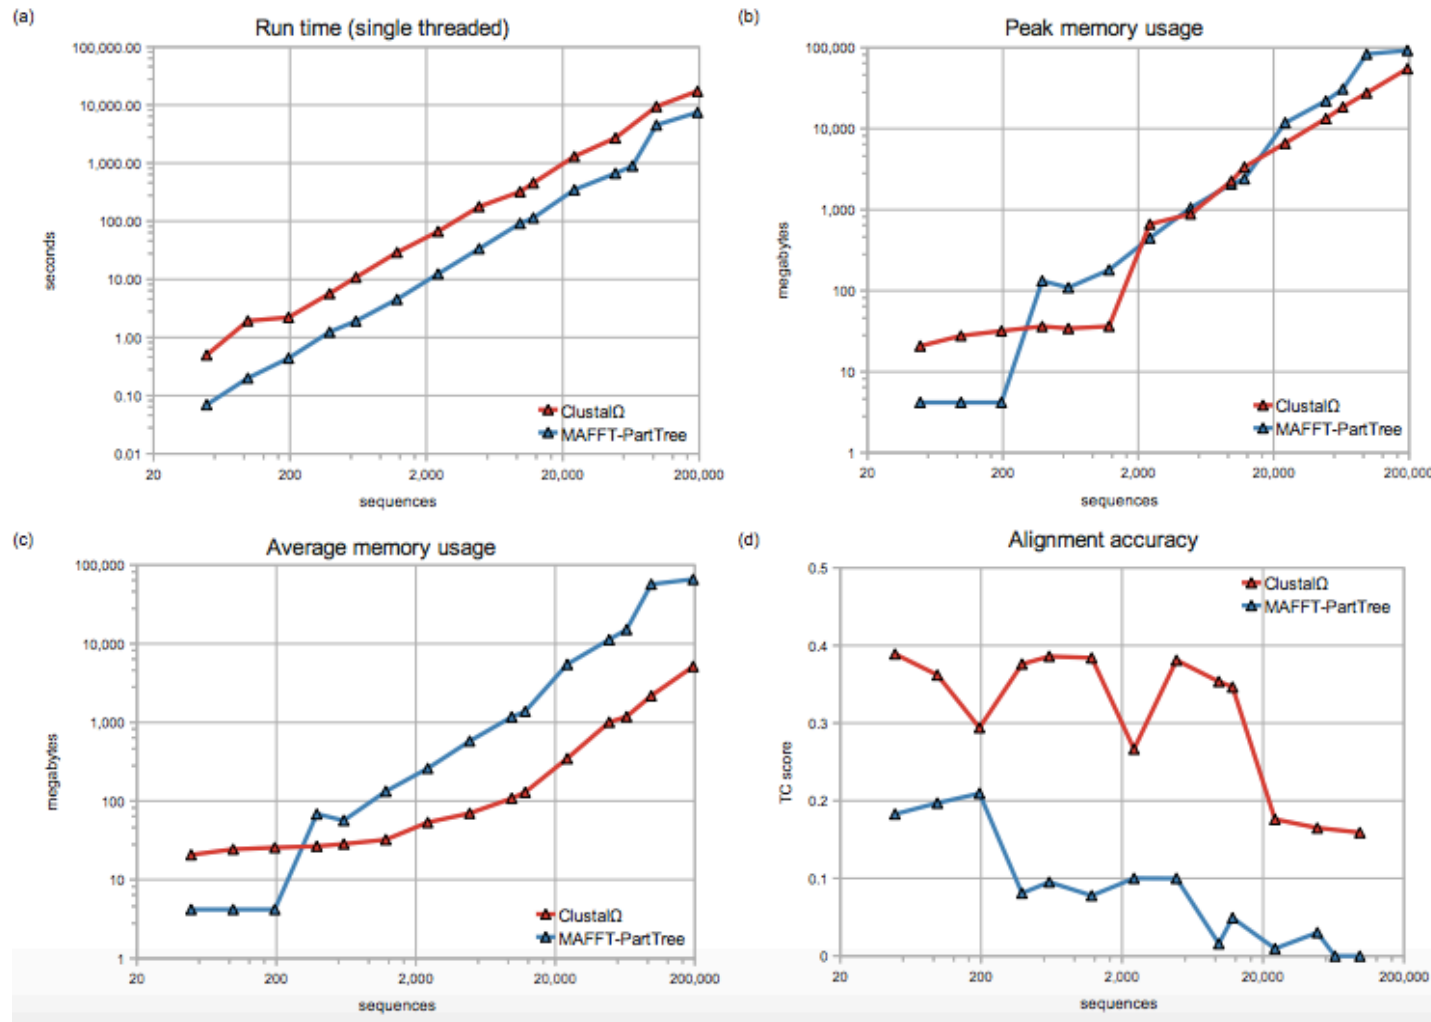 (a)
Run time (single threaded)
100,000.00
10,000.00
1,000.00
100.00
10.00
1.00
0.10
0.01
seconds
20 200 2,000 20,000 200,000
sequences
ClustalΩ
MAFFT-PartTree
(b)
Peak memory usage
100,000
10,000
1,000
100
10
1
megabytes
20 200 2,000 20,000 200,000
sequences
ClustalΩ
MAFFT-PartTree
(c)
Average memory usage
100,000
10,000
1,000
100
10
1
megabytes
20 200 2,000 20,000 200,000
sequences
ClustalΩ
MAFFT-PartTree
(d)
Alignment accuracy
0.5
0.4
0.3
0.2
0.1
0
TC score
20 200 2,000 20,000 200,000
sequences
ClustalΩ
MAFFT-PartTree